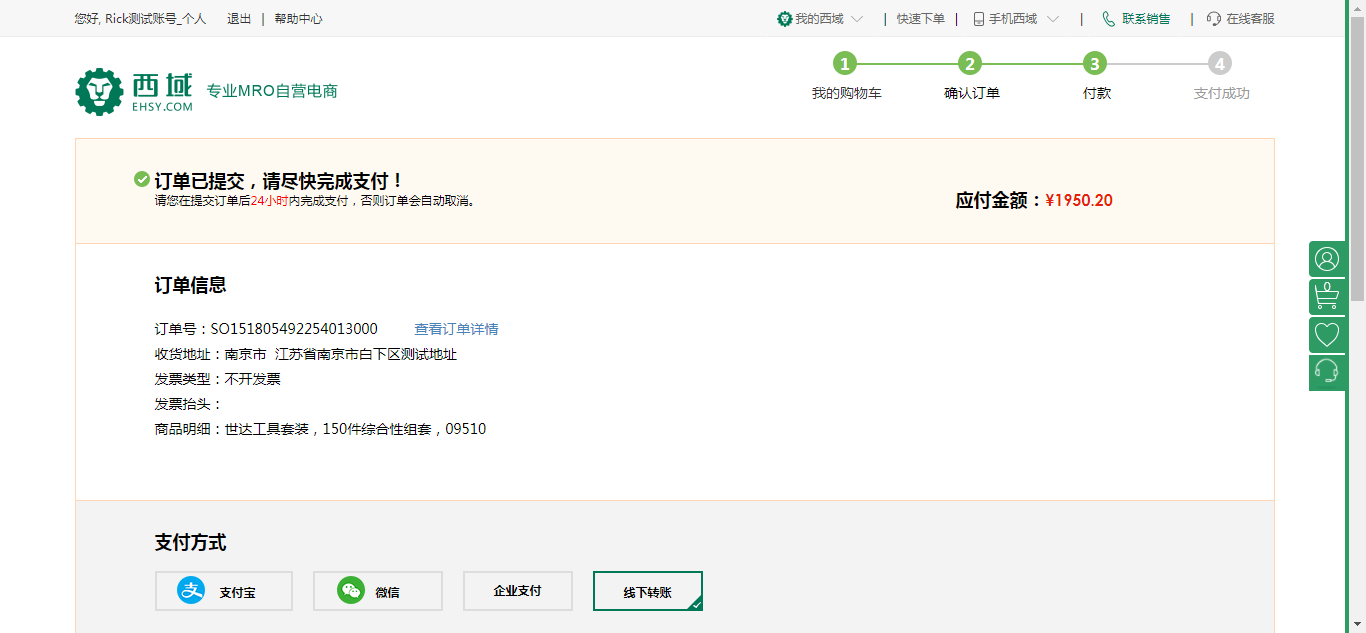 您好, Rick测试账号_个人 退出 | 帮助中心 我的西域 | 快速下单 | 手机西域 | 联系销售 | 在线客服
西域 EHSY.COM 专业MRO自营电商
1 2 3 4
我的购物车 确认订单 付款 支付成功
订单已提交，请尽快完成支付！
请您在提交订单后24小时内完成支付，否则订单会自动取消。
应付金额：¥1950.20
订单信息
订单号：SO151805492254013000 查看订单详情
收货地址：南京市 江苏省南京市白下区测试地址
发票类型：不开发票
发票抬头：
商品明细：世达工具套装，150件综合性组套，09510
0
支付方式
支付宝 微信 企业支付 线下转账